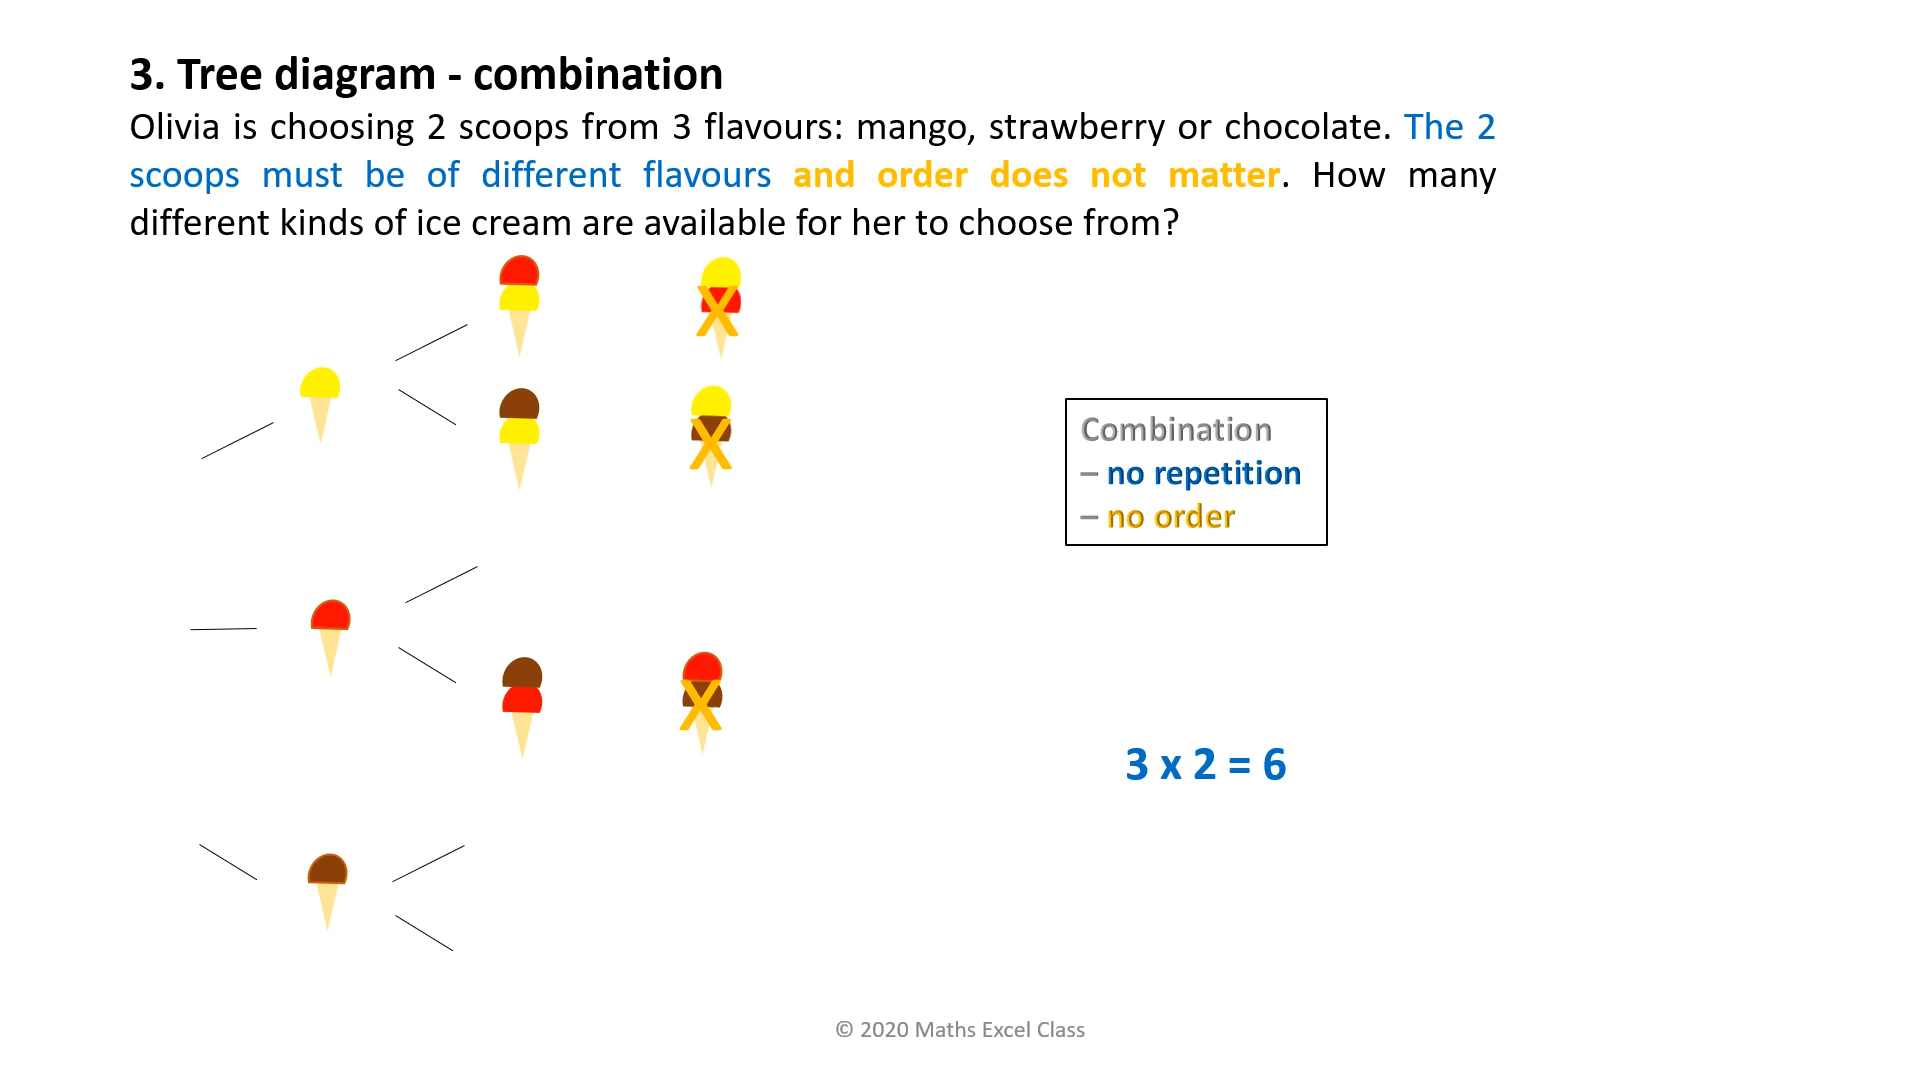 3. Tree diagram - combination
Olivia is choosing 2 scoops from 3 flavours: mango, strawberry or chocolate. The 2
scoops must be of different flavours and order does not matter. How many
different kinds of ice cream are available for her to choose from?
X
X
Combination
– no repetition
– no order
X
3 x 2 = 6
© 2020 Maths Excel Class